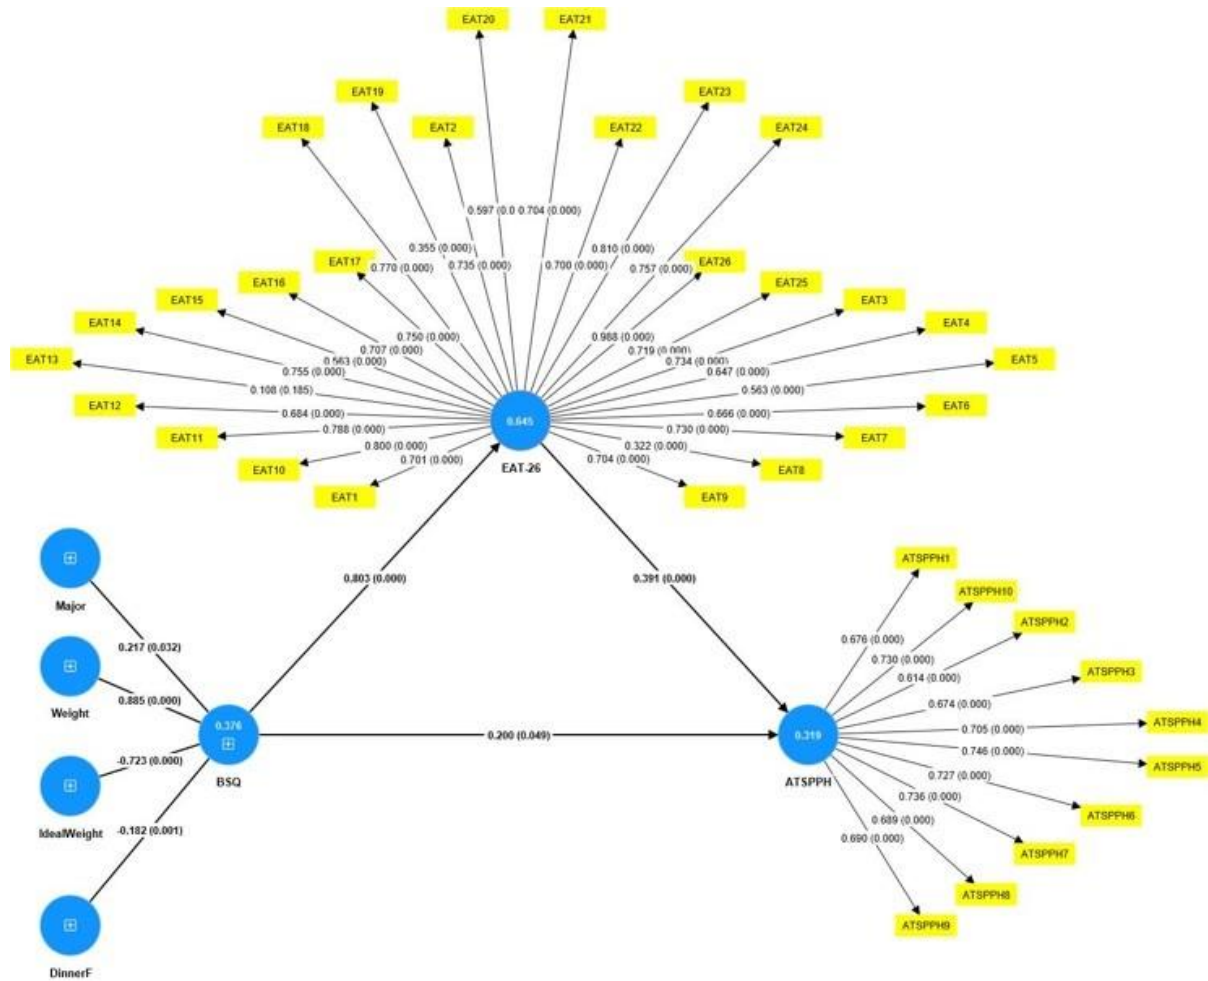 EAT20
EAT21
EAT19
EAT23
EAT18
EAT2
EAT22
EAT24
0.597 (0.0
0.704 (0.000)
0.355 (0.000)
0.810 (0.000)
EAT17
0.770 (0.000)
0.735 (0.000)
0.700 (0.000)
0.757 (0.000)
EAT26
EAT16
EAT25
EAT15
EAT3
EAT14
EAT4
0.750 (0.000)
0.988 (0.000)
0.707 (0.000)
0.719 (0.000)
EAT13
0.563 (0.000)
0.734 (0.000)
EAT5
0.755 (0.000)
0.647 (0.000)
0.108 (0.185)
0.563 (0.000)
EAT12
0.684 (0.000)
0.666 (0.000)
EAT6
0.645
EAT11
0.788 (0.000)
0.730 (0.000)
EAT7
0.800 (0.000)
0.322 (0.000)
0.701 (0.000)
0.704 (0.000)
EAT10
EAT-26
EAT8
EAT1
EAT9
ATSPPH1
0.803 (0.000)
0.391 (0.000)
ATSPPH10
Major
ATSPPH2
0.676 (0.000)
0.217 (0.032)
0.730 (0.000)
ATSPPH3
0.614 (0.000)
0.885 (0.000)
0.674 (0.000)
Weight
ATSPPH4
0.376
0.705 (0.000)
0.200 (0.049)
0.319
0.746 (0.000)
-0.723 (0.000)
ATSPPH5
BSQ
ATSPPH
0.727 (0.000)
0.736 (0.000)
ATSPPH6
0.689 (0.000)
IdealWeight
-0.182 (0.001)
0.690 (0.000)
ATSPPH7
ATSPPH8
ATSPPH9
DinnerF